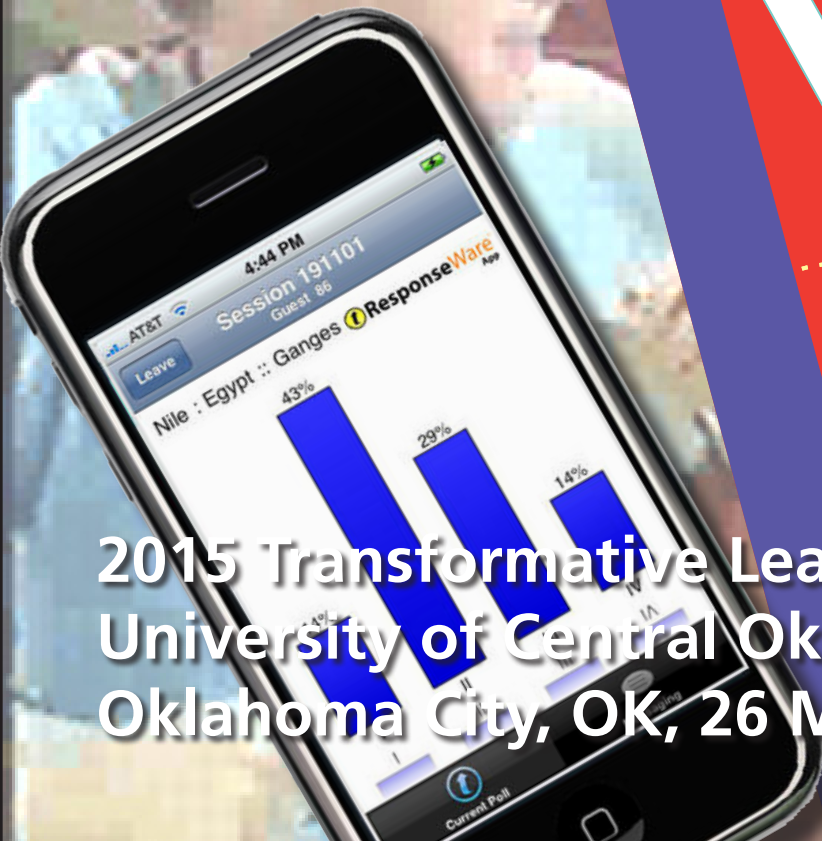 AT&T 4:44 PM
Leave Session 191101
Guest 86
Nile : Egypt :: Ganges ResponseWare
App
43%
29%
14%
2015 Transformative Lea
University of Central Ok
Oklahoma City, OK, 26 M
I II IV
Current Poll